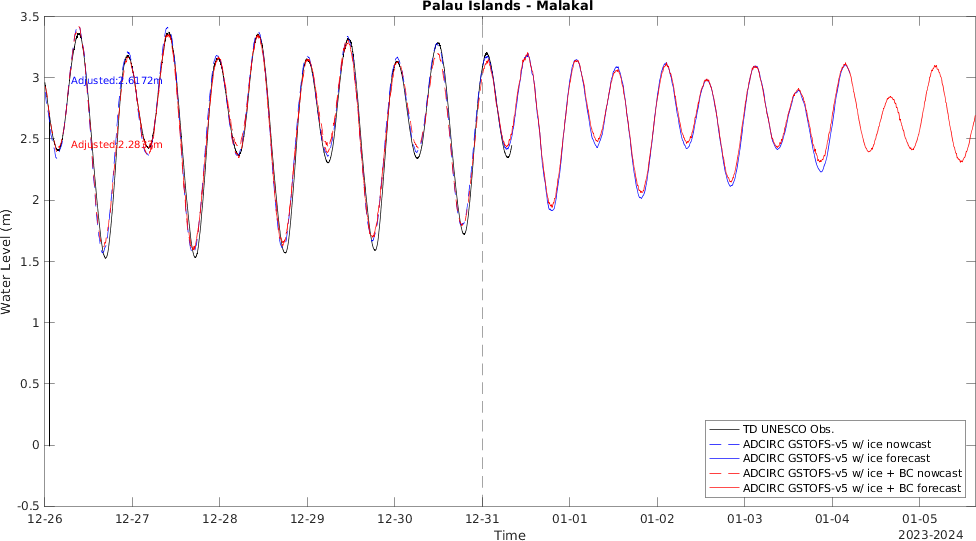 Palau Islands - Malakal
3.5
3
2.5
2
1.5
1
0.5
0
-0.5
Water Level (m)
Adjusted:2.6172m
TD UNESCO Obs.
ADCIRC GSTOFS-v5 w/ ice nowcast
ADCIRC GSTOFS-v5 w/ ice forecast
ADCIRC GSTOFS-v5 w/ ice + BC nowcast
ADCIRC GSTOFS-v5 w/ ice + BC forecast
12-26 12-27 12-28 12-29 12-30 12-31 01-01 01-02 01-03 01-04 01-05
Time
2023-2024